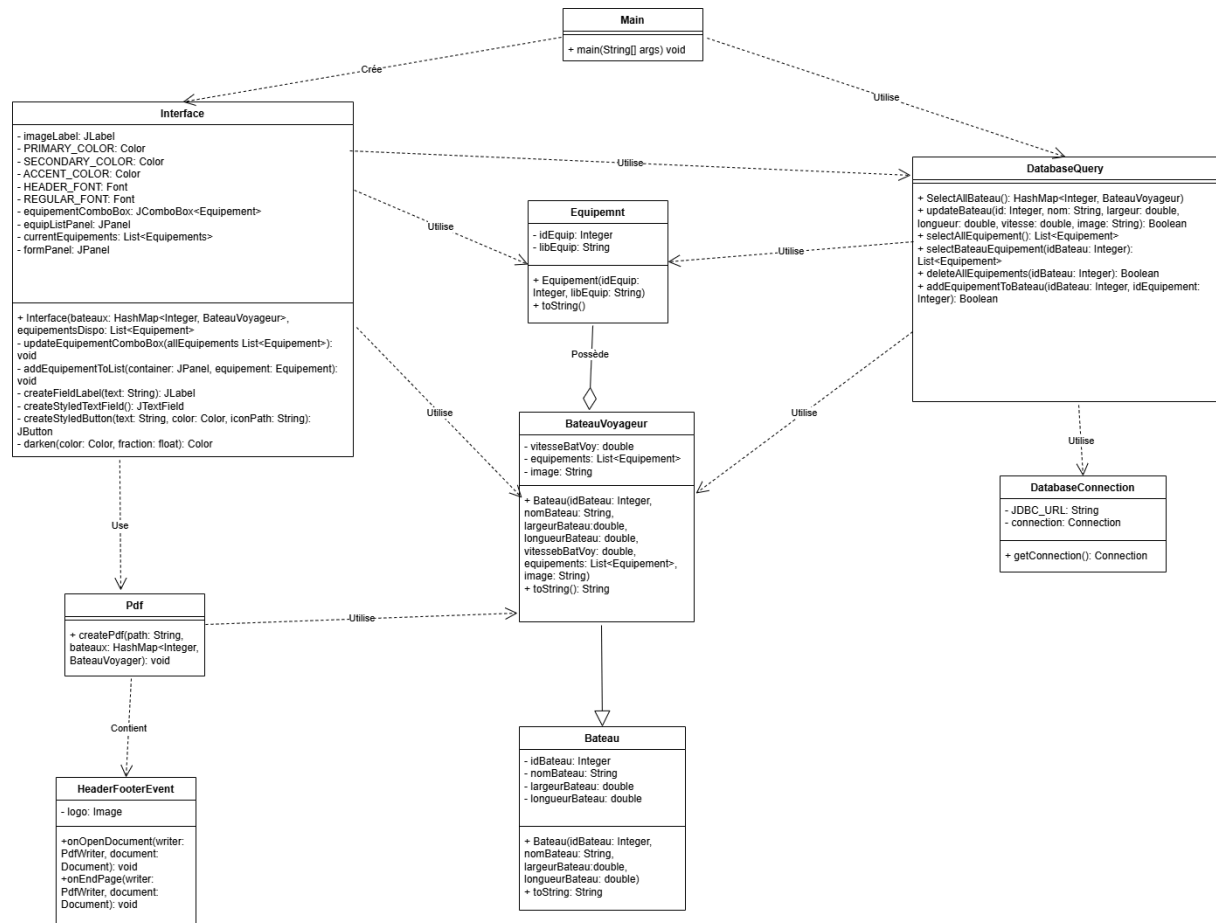 Main
+ main(String[] args) void
Crée
Utilise
Interface
- imageLabel: JLabel
- PRIMARY_COLOR: Color
- SECONDARY_COLOR: Color
- ACCENT_COLOR: Color
- HEADER_FONT: Font
- REGULAR_FONT: Font
- equipementComboBox: JComboBox<Equipement>
- equipListPanel: JPanel
- currentEquipements: List<Equipements>
- formPanel: JPanel
+ Interface(bateaux: HashMap<Integer, BateauVoyageur>,
equipementsDispo: List<Equipement)
- updateEquipementComboBox(allEquipements List<Equipement>):
void
- addEquipementToList(container: JPanel, equipement: Equipement):
void
- createFieldLabel(text: String): JLabel
- createStyledTextField(): JTextField
- createStyledButton(text: String, color: Color, iconPath: String):
JButton
- darken(color: Color, fraction: float): Color
Utilise
Utilise
Utilise
Use
Equipemnt
- idEquip: Integer
- libEquip: String
+ Equipement(idEquip:
Integer, libEquip: String)
+ toString()
Possède
Utilise
DatabaseQuery
+ SelectAllBateau(): HashMap<Integer, BateauVoyageur)
+ updateBateau(id: Integer, nom: String, largeur: double,
longueur: double, vitesse: double, image: String): Boolean
+ selectAllEquipement(): List<Equipement>
+ selectBateauEquipement(idBateau: Integer):
List<Equipement>
+ deleteAllEquipements(idBateau: Integer): Boolean
+ addEquipementToBateau(idBateau: Integer, idEquipement:
Integer): Boolean
Utilise
Utilise
BateauVoyageur
- vitesseBatVoy: double
- equipements: List<Equipement>
- image: String
+ Bateau(idBateau: Integer,
nomBateau: String,
largeurBateau:double,
longueurBateau: double,
vitessebBatVoy: double,
equipements: List<Equipement>,
image: String)
+ toString(): String
DatabaseConnection
- JDBC_URL: String
- connection: Connection
+ getConnection(): Connection
Pdf
+ createPdf(path: String,
bateaux: HashMap<Integer,
BateauVoyager): void
Utilise
Contient
HeaderFooterEvent
- logo: Image
+onOpenDocument(writer:
PdfWriter, document:
Document): void
+onEndPage(writer:
PdfWriter, document:
Document): void
Bateau
- idBateau: Integer
- nomBateau: String
- largeurBateau: double
- longueurBateau: double
+ Bateau(idBateau: Integer,
nomBateau: String,
largeurBateau:double,
longueurBateau: double)
+ toString: String